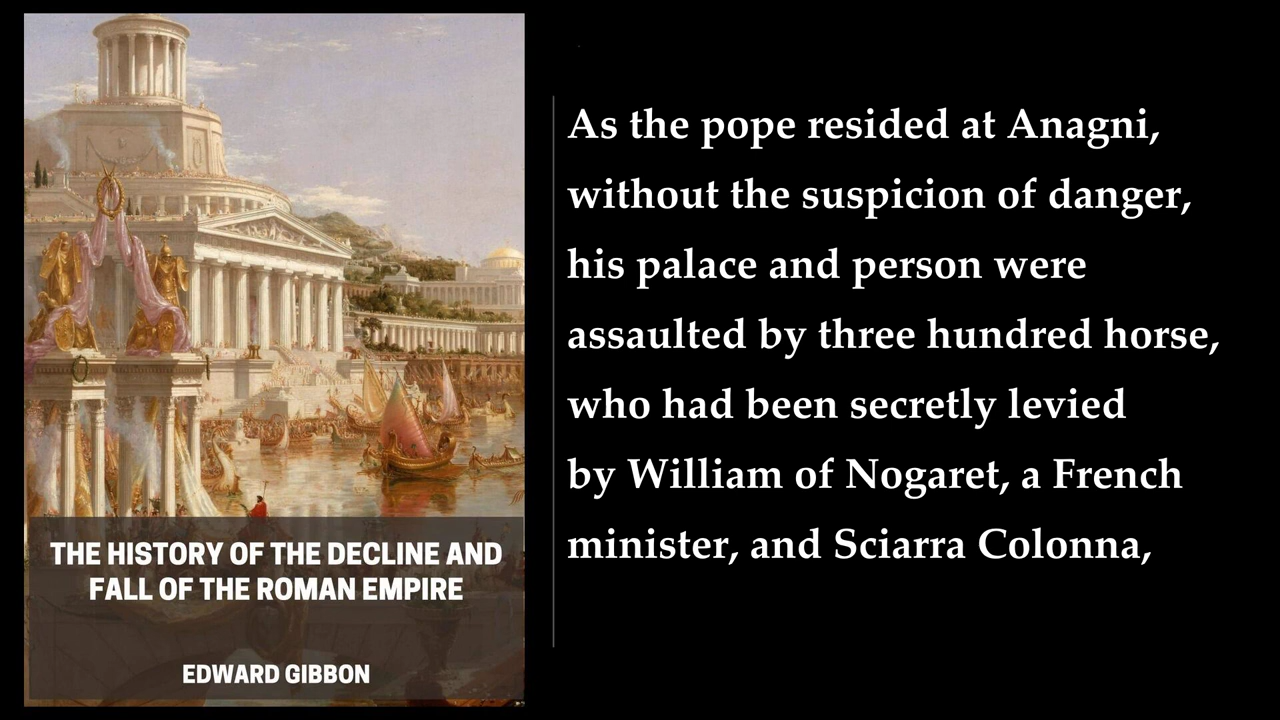 THE HISTORY OF THE DECLINE AND
FALL OF THE ROMAN EMPIRE
EDWARD GIBBON
As the pope resided at Anagni,
without the suspicion of danger,
his palace and person were
assaulted by three hundred horse,
who had been secretly levied
by William of Nogaret, a French
minister, and Sciarra Colonna,